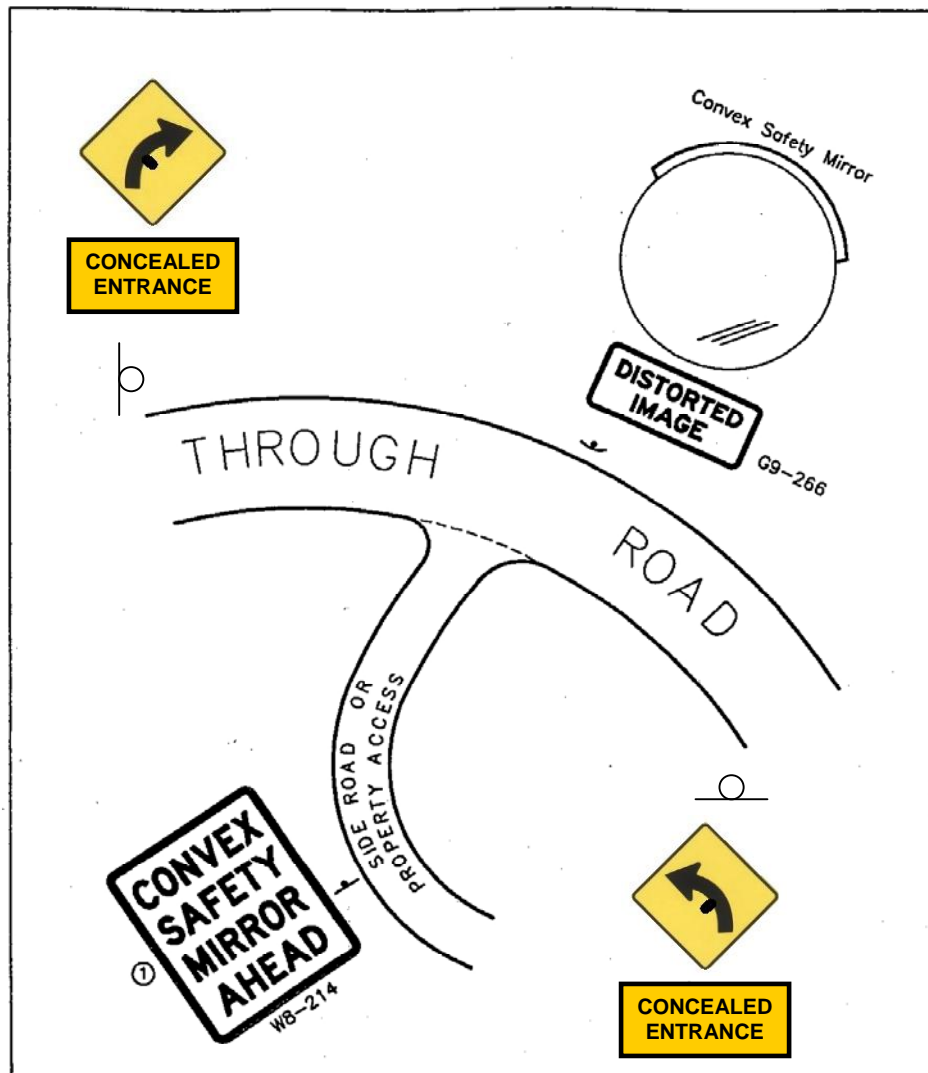 Convex Safety Mirror
CONCEALED
ENTRANCE
DISTORTED
IMAGE
G9-266
THROUGH
ROAD
SIDE ROAD OR
PROPERTY ACCESS
CONVEX
SAFETY
MIRROR
AHEAD
1
W8-214
CONCEALED
ENTRANCE